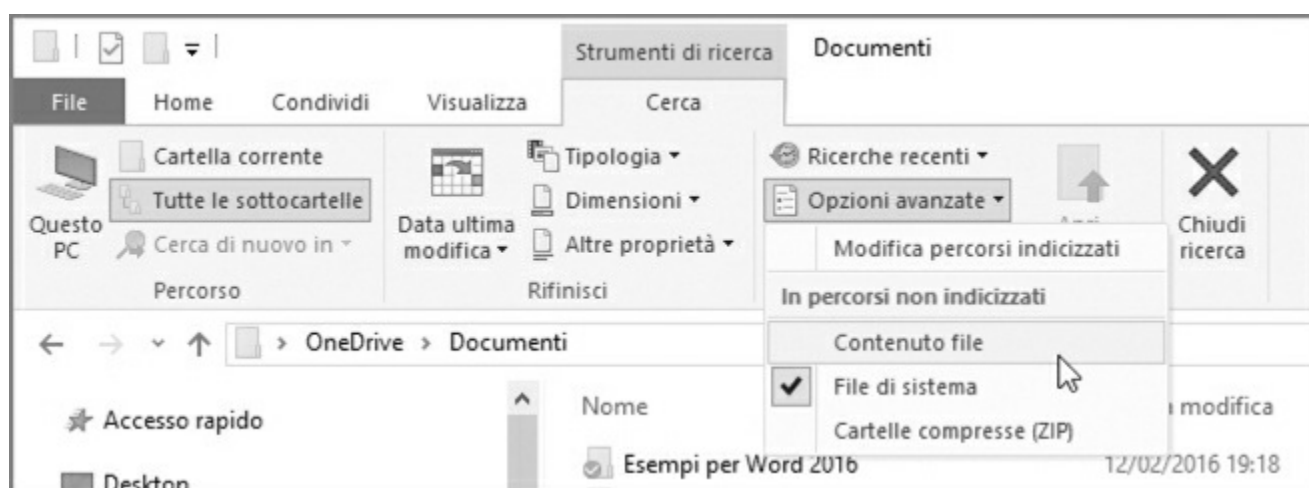 Strumenti di ricerca Documenti
File Home Condividi Visualizza Cerca
Questo PC
Cartella corrente
Tutte le sottocartelle
Cerca di nuovo in
Percorso
Data ultima modifica
Tipologia
Dimensioni
Altre proprietà
Rifinisci
Ricerche recenti
Opzioni avanzate
Modifica percorsi indicizzati
In percorsi non indicizzati
Contenuto file
File di sistema
Cartelle compresse (ZIP)
Chiudi ricerca
> OneDrive > Documenti
Accesso rapido
Desktop
Nome modifica
Esempi per Word 2016 12/02/2016 19:18